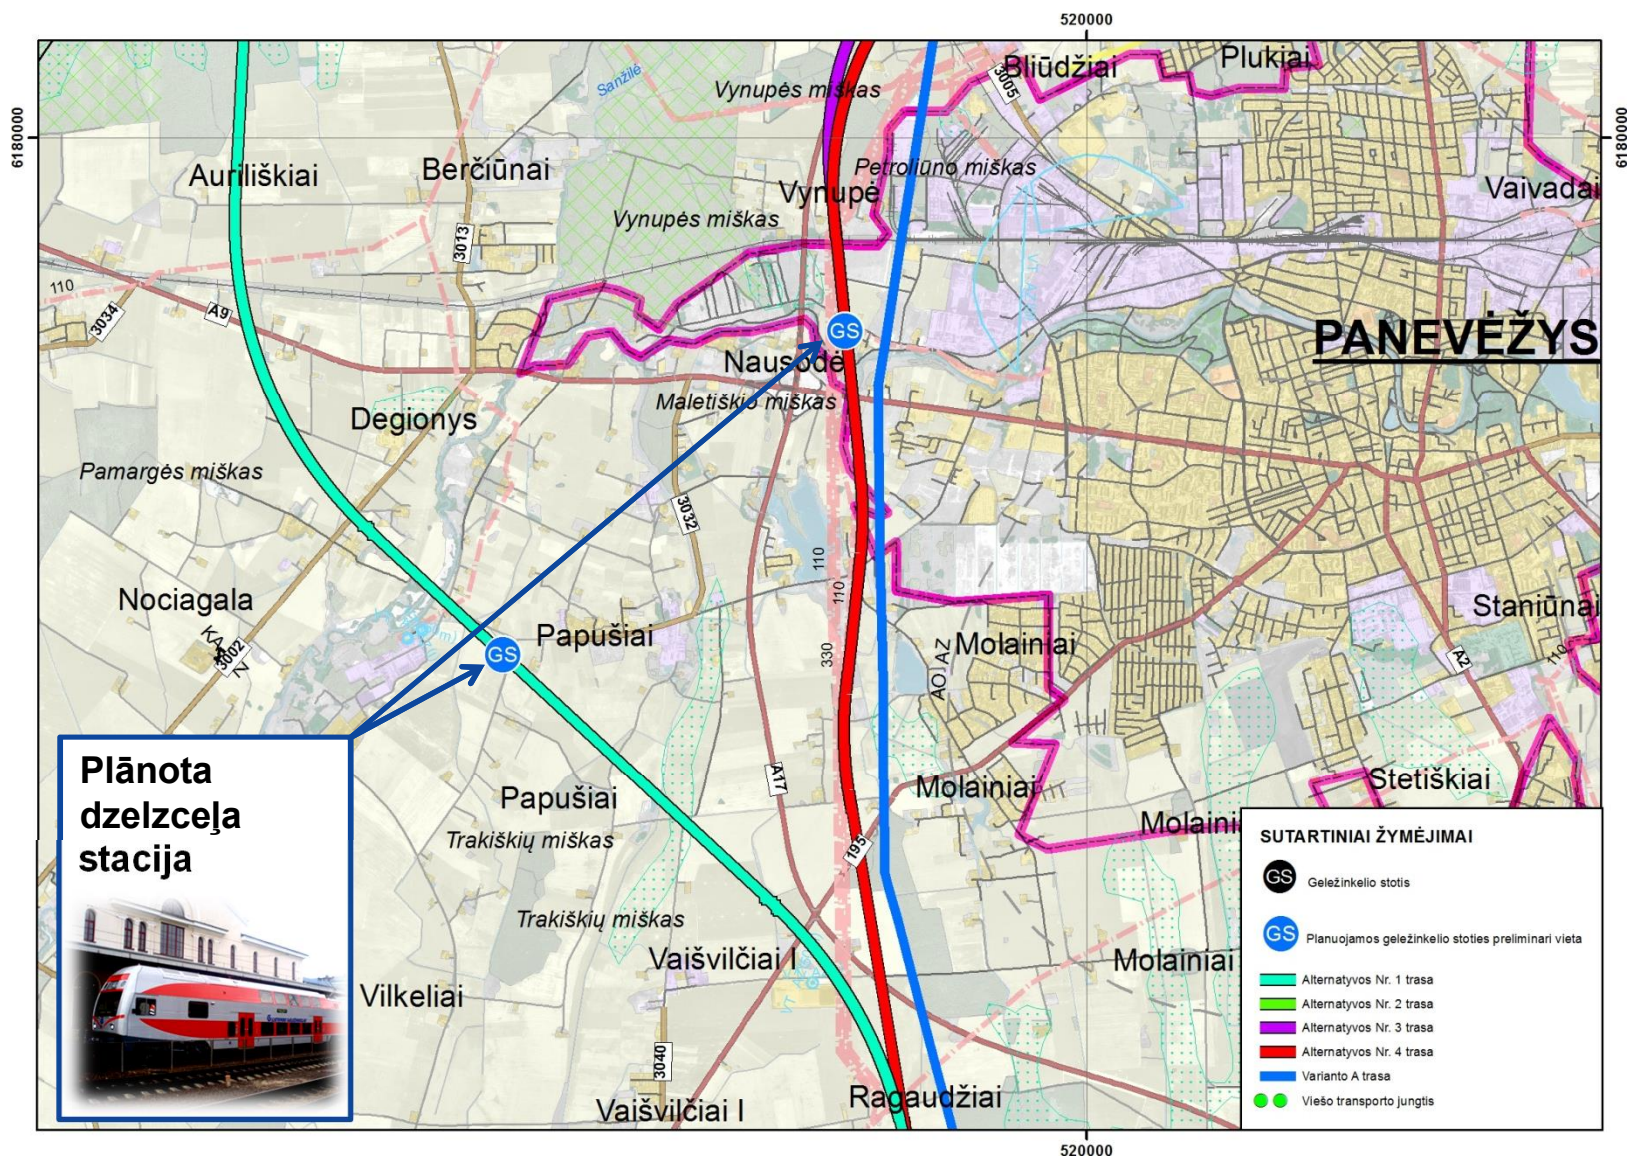 520000
Bliūdžiai
Plukiai
Sanžilė
Vynupės miškas
3005
6180000
6180000
Auriliškiai
Berčiūnai
Petroliūno miškas
Vynupė
Vaivadai
Vynupės miškas
3013
110
A9
3034
GS
PANEVĖŽYS
Nausodė
Maletiškio miškas
Degionys
Pamargės miškas
3032
110
110
Nociagala
3002
Staniūnai
Papušiai
Molainiai
GS
330
AOJ AZ
A2
110
Plānota
dzelzceļa
stacija
A17
Stetiškiai
Papušiai
Molainiai
Molaini
Trakiškių miškas
195
SUTARTINIAI ŽYMĖJIMAI
GS Geležinkelio stotis
Trakiškių miškas
GS Planuojamos geležinkelio stoties preliminari vieta
Vaišvilčiai I
Molainiai
Alternatyvos Nr. 1 trasa
Vilkeliai
Alternatyvos Nr. 2 trasa
Alternatyvos Nr. 3 trasa
Alternatyvos Nr. 4 trasa
3040
Varianto A trasa
Ragaudžiai
Viešo transporto jungtis
Vaišvilčiai I
520000